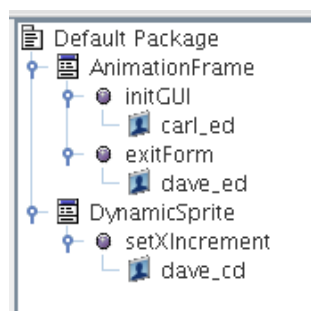 Default Package
AnimationFrame
initGUI
carl_ed
exitForm
dave_ed
DynamicSprite
setXIncrement
dave_cd